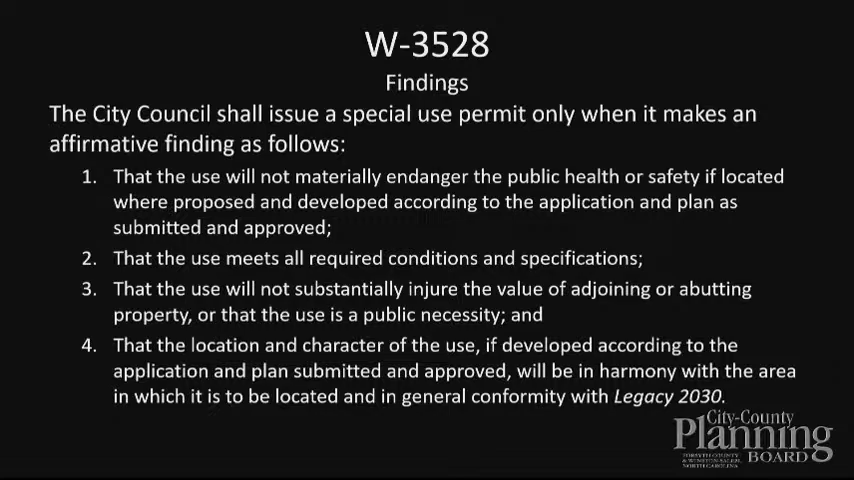 W-3528
Findings
The City Council shall issue a special use permit only when it makes an
affirmative finding as follows:
1. That the use will not materially endanger the public health or safety if located
where proposed and developed according to the application and plan as
submitted and approved;
2. That the use meets all required conditions and specifications;
3. That the use will not substantially injure the value of adjoining or abutting
property, or that the use is a public necessity; and
4. That the location and character of the use, if developed according to the
application and plan submitted and approved, will be in harmony with the area
in which it is to be located and in general conformity with Legacy 2030.
City-County
Planning
FORSYTH COUNTY
& WINSTON-SALEM,
NORTH CAROLINA
BOARD